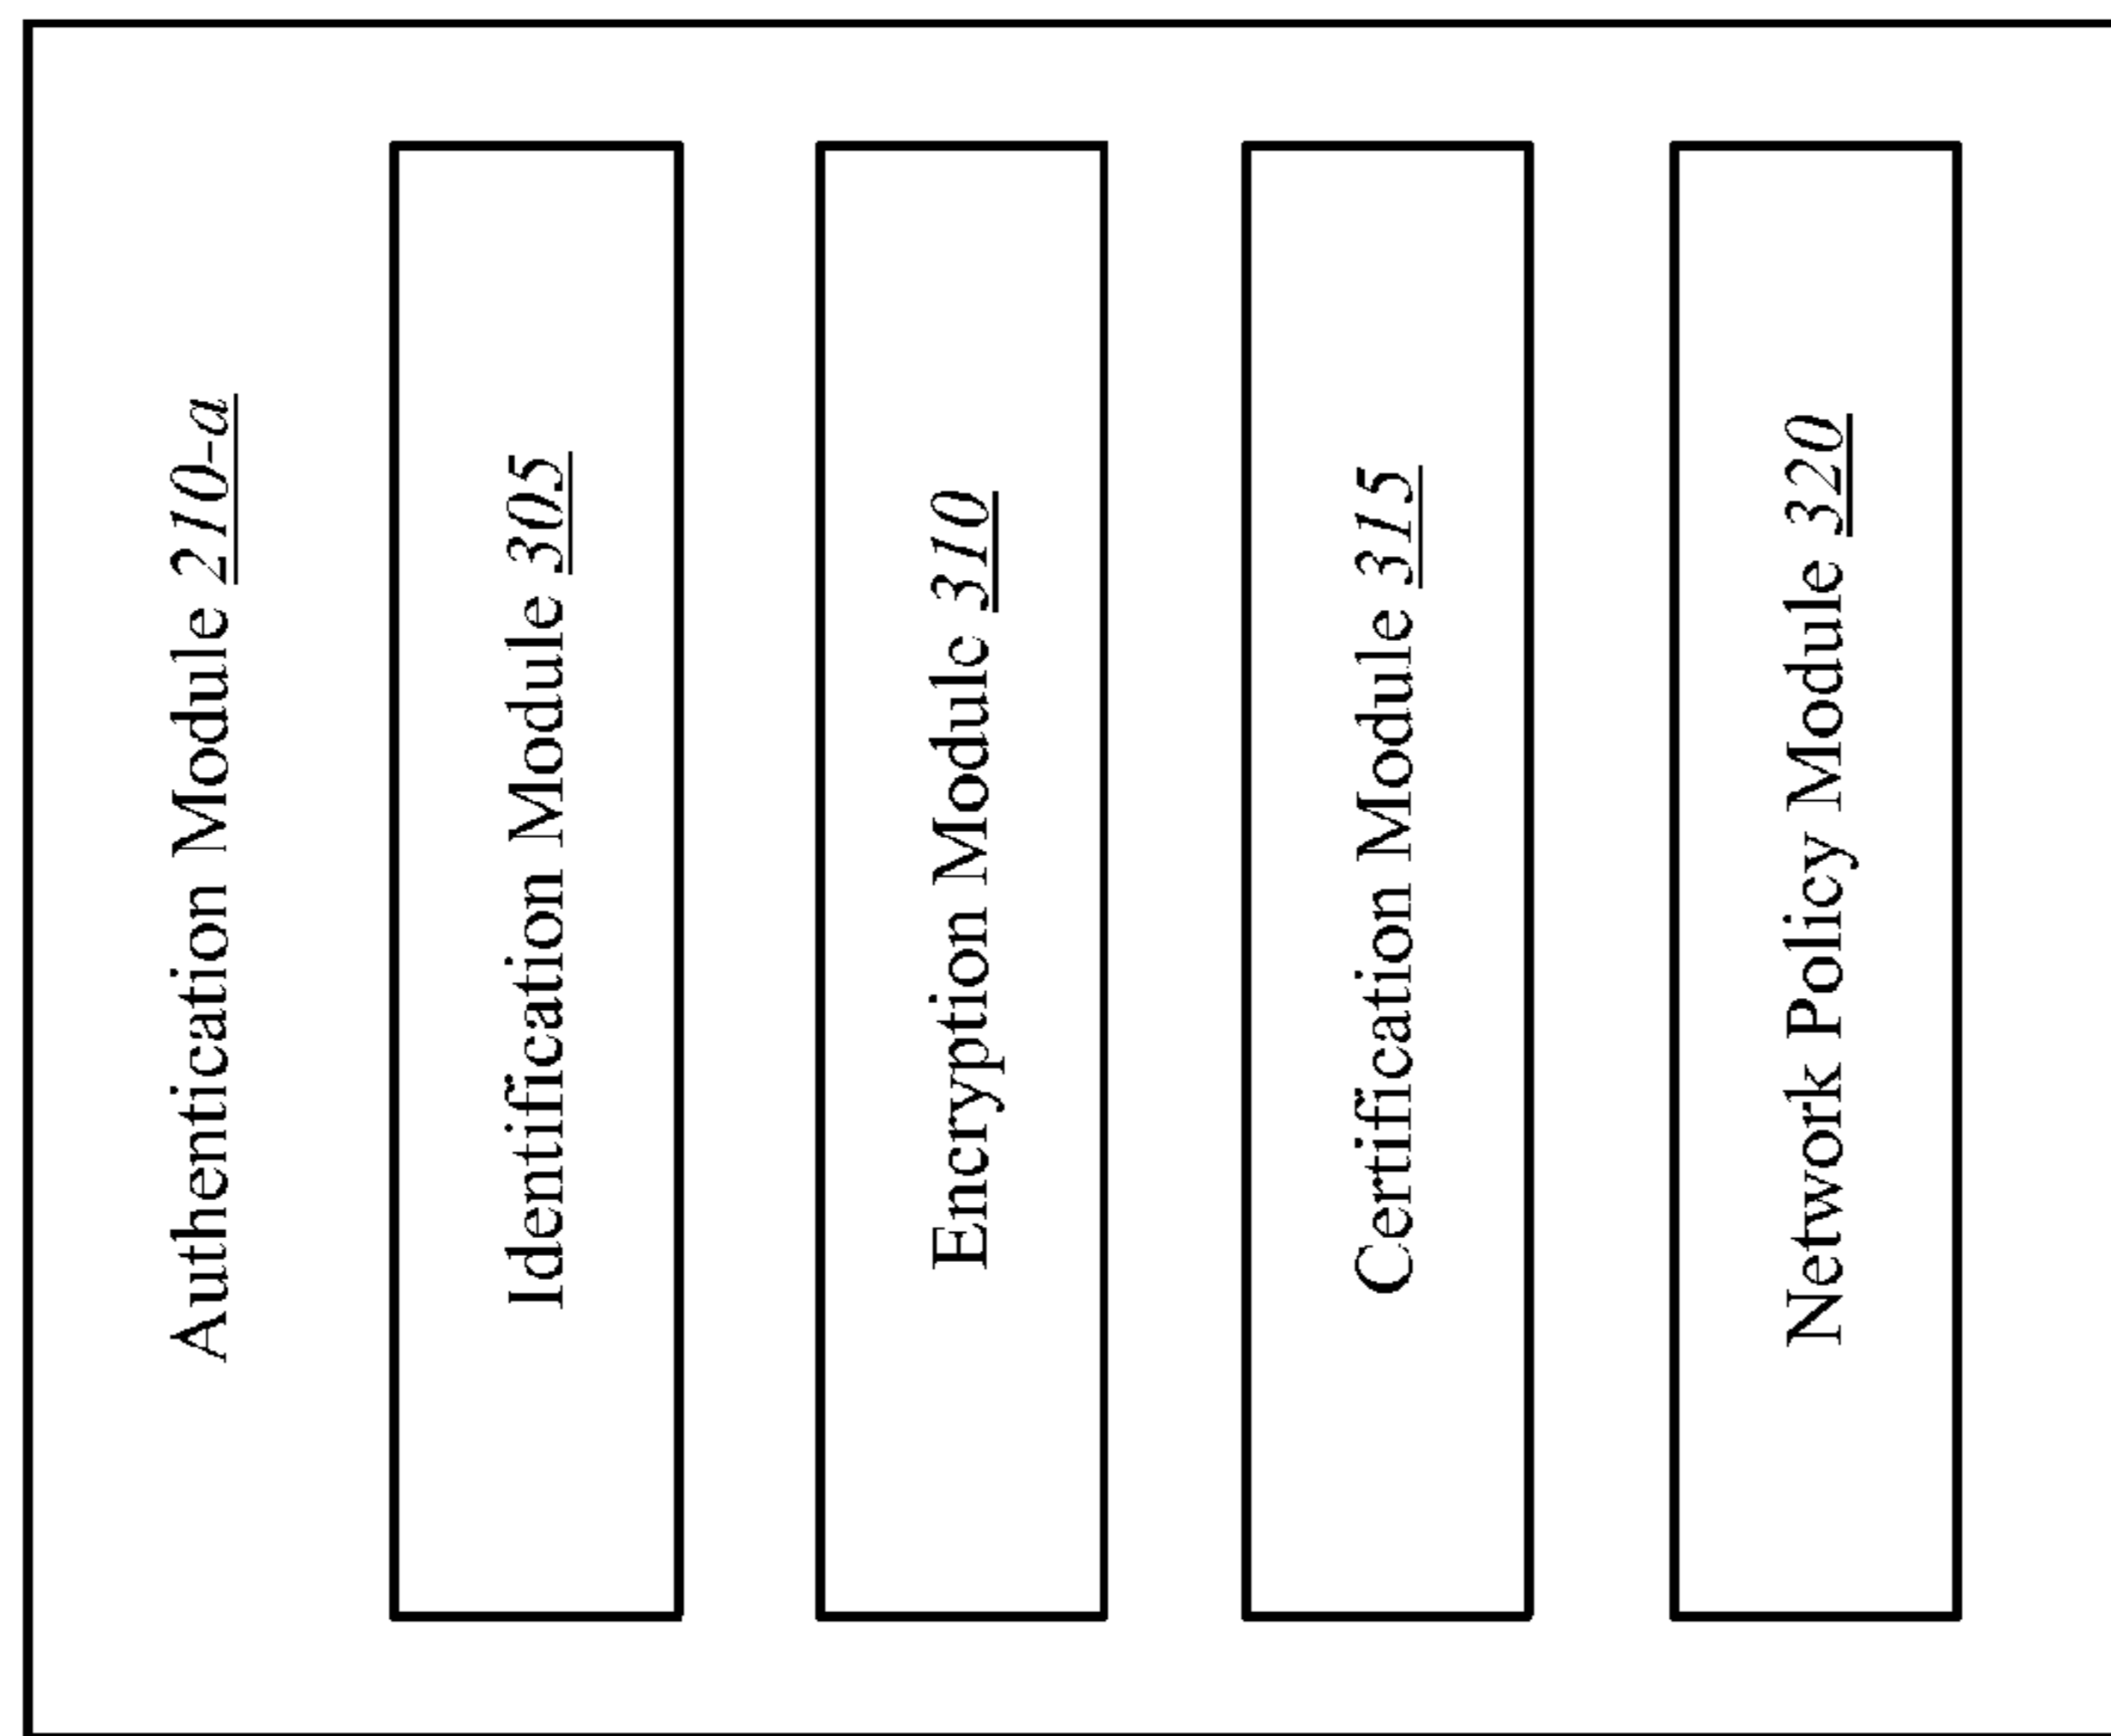 Authentication Module 210-a
Identification Module 305
Encryption Module 310
Certification Module 315
Network Policy Module 320